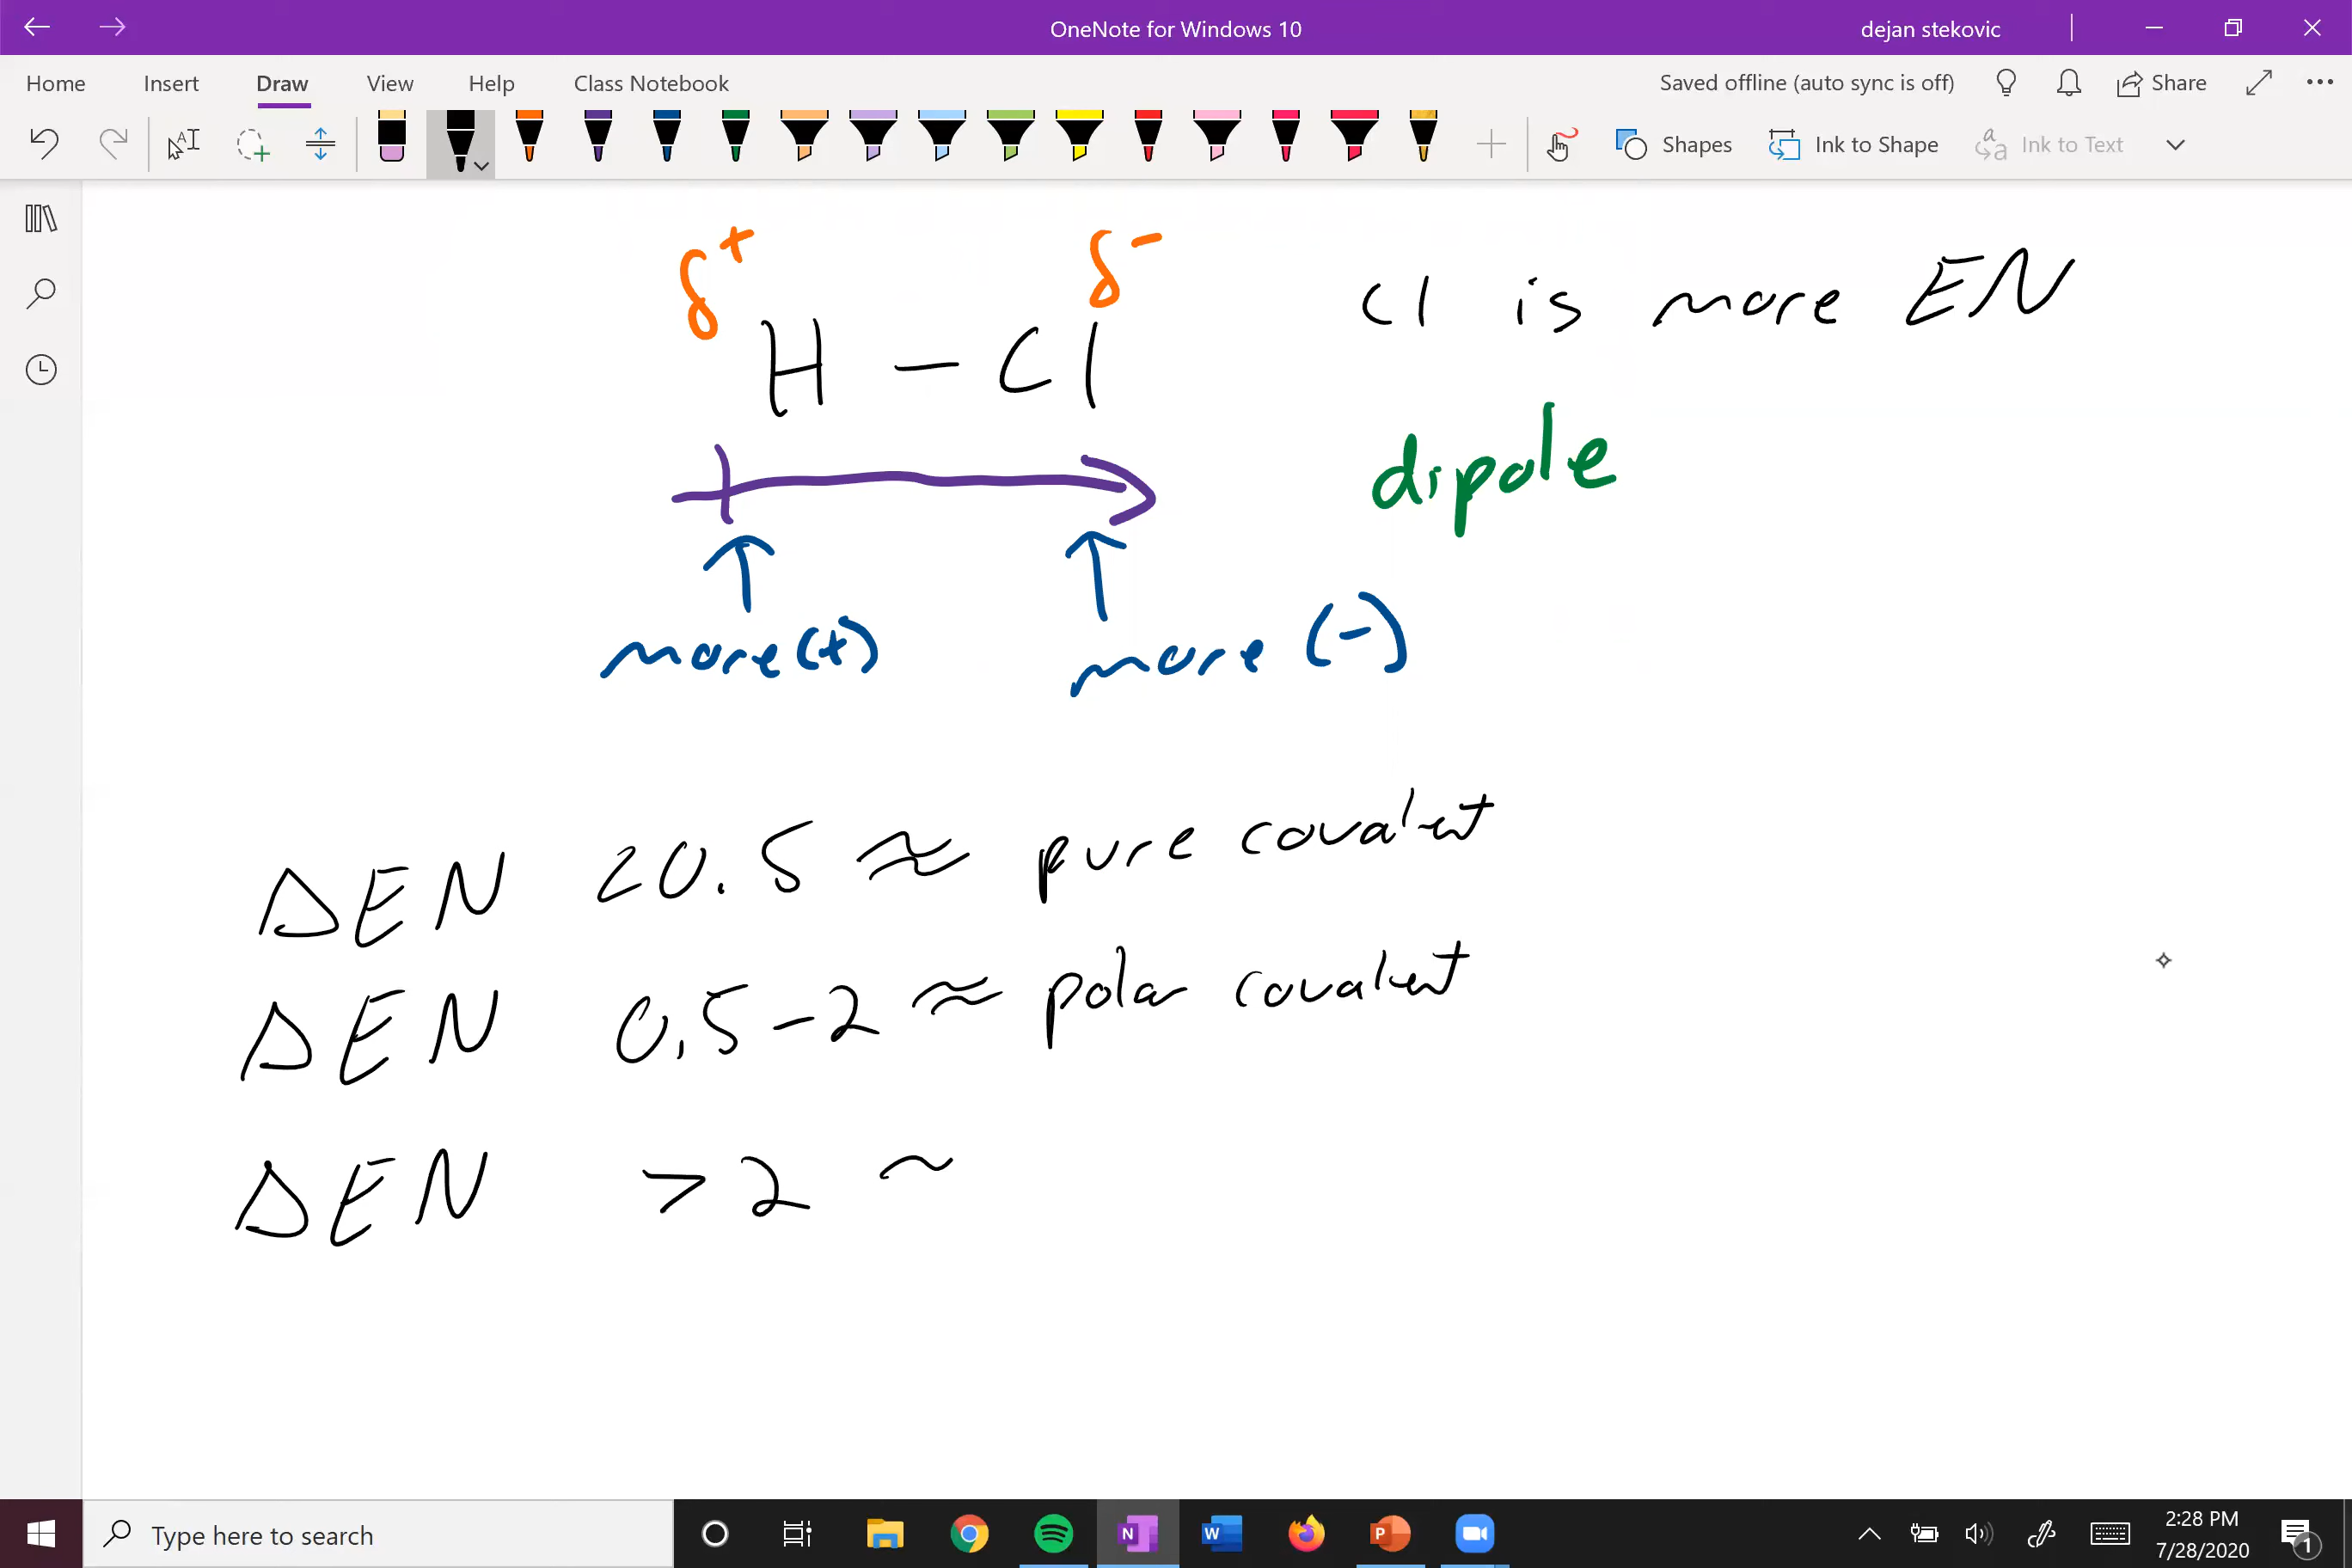 OneNote for Windows 10
dejan stekovic
Home Insert Draw View Help Class Notebook
Saved offline (auto sync is off) Share
Shapes Ink to Shape Ink to Text
δ+ δ-
H - Cl
Cl is more EN
dipole
more (+) more (-)
ΔEN <0.5 ≈ pure covalent
ΔEN 0.5-2 ≈ polar covalent
ΔEN >2 ~
Type here to search
2:28 PM
7/28/2020
1